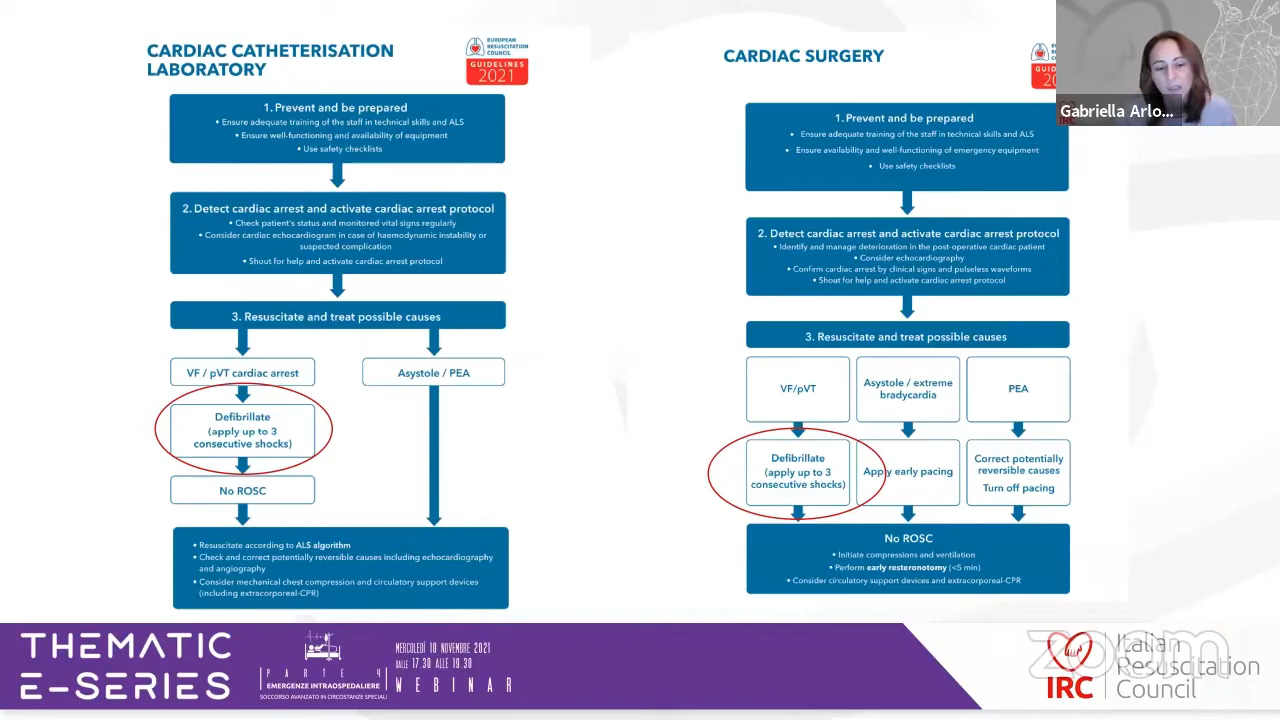 CARDIAC CATHETERISATION
LABORATORY
EUROPEAN
RESUSCITATION
COUNCIL
GUIDELINES
2021
1. Prevent and be prepared
• Ensure adequate training of the staff in technical skills and ALS
• Ensure well-functioning and availability of equipment
• Use safety checklists
2. Detect cardiac arrest and activate cardiac arrest protocol
• Check patient's status and monitored vital signs regularly
• Consider cardiac echocardiogram in case of haemodynamic instability or
suspected complication
• Shout for help and activate cardiac arrest protocol
3. Resuscitate and treat possible causes
VF / pVT cardiac arrest
Asystole / PEA
Defibrillate
(apply up to 3
consecutive shocks)
No ROSC
• Resuscitate according to ALS algorithm
• Check and correct potentially reversible causes including echocardiography
and angiography
• Consider mechanical chest compression and circulatory support devices
(including extracorporeal-CPR)
CARDIAC SURGERY
GUID
20
IRC
Gabriella Arlo...
1. Prevent and be prepared
• Ensure adequate training of the staff in technical skills and ALS
• Ensure availability and well-functioning of emergency equipment
• Use safety checklists
2. Detect cardiac arrest and activate cardiac arrest protocol
• Identify and manage deterioration in the post-operative cardiac patient
• Consider echocardiography
• Confirm cardiac arrest by clinical signs and pulseless waveforms
• Shout for help and activate cardiac arrest protocol
3. Resuscitate and treat possible causes
VF/pVT
Asystole / extreme
bradycardia
PEA
Defibrillate
(apply up to 3
consecutive shocks)
Apply early pacing
Correct potentially
reversible causes
Turn off pacing
No ROSC
• Initiate compressions and ventilation
• Perform early resteronotomy (<5 min)
• Consider circulatory support devices and extracorporeal-CPR
THEMATIC
E-SERIES
PARTE 4
EMERGENZE INTRAOSPEDALIERE
SOCCORSO AVANZATO IN CIRCOSTANZE SPECIALI
MERCOLEDÌ 10 NOVEMBRE 2021
DALLE 17.30 ALLE 19.30
WEBINAR
IRC
Italian
Resuscitation
Council
zoom